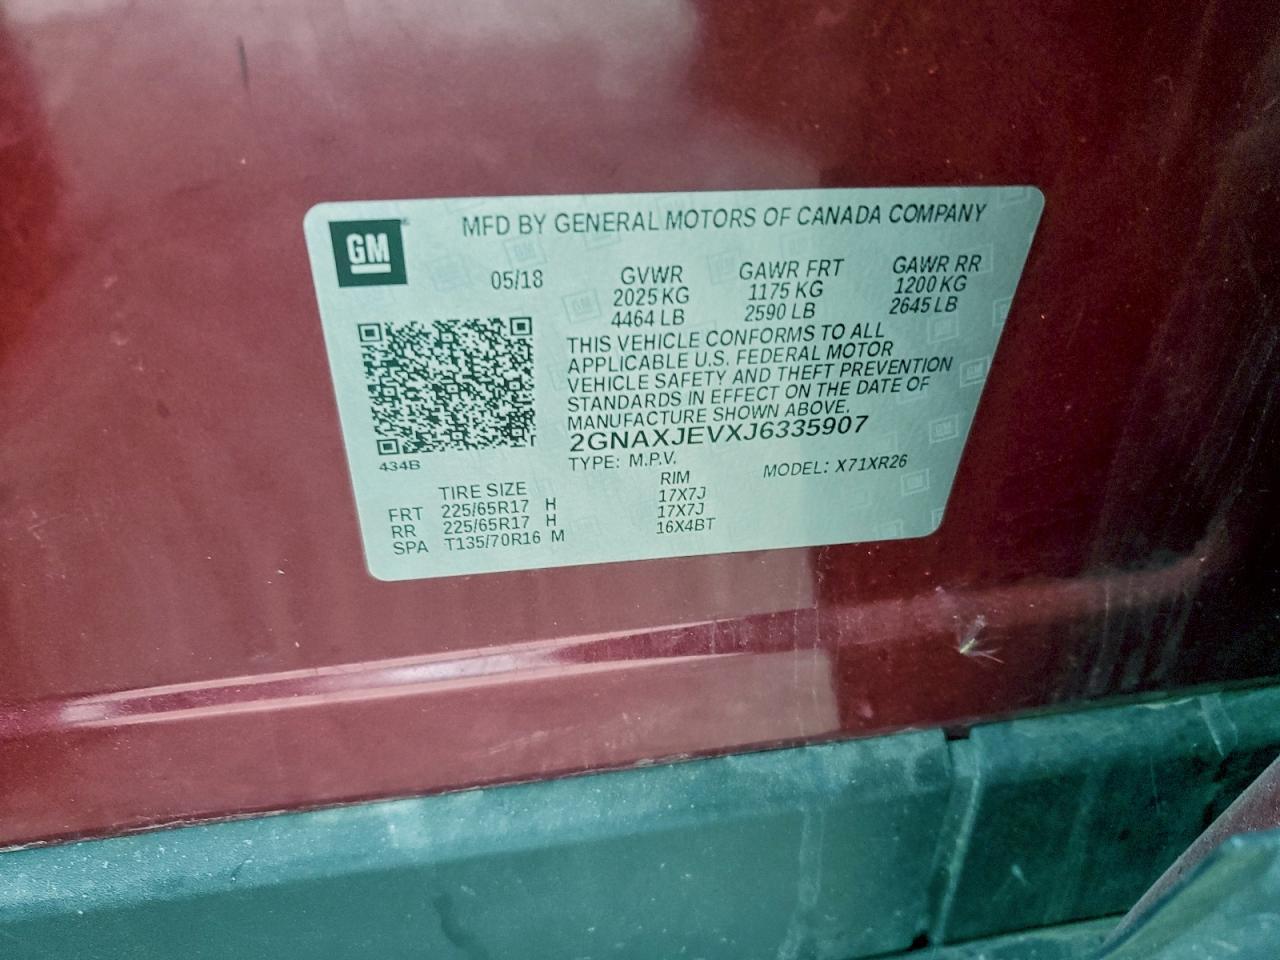 GM
MFD BY GENERAL MOTORS OF CANADA COMPANY
05/18 GVWR GAWR FRT GAWR RR
2025 KG 1175 KG 1200 KG
4464 LB 2590 LB 2645 LB
THIS VEHICLE CONFORMS TO ALL
APPLICABLE U.S. FEDERAL MOTOR
VEHICLE SAFETY AND THEFT PREVENTION
STANDARDS IN EFFECT ON THE DATE OF
MANUFACTURE SHOWN ABOVE.
2GNAXJEVXJ6335907
434B
TYPE: M.P.V. MODEL: X71XR26
TIRE SIZE RIM
FRT 225/65R17 H 17X7J
RR 225/65R17 H 17X7J
SPA T135/70R16 M 16X4BT